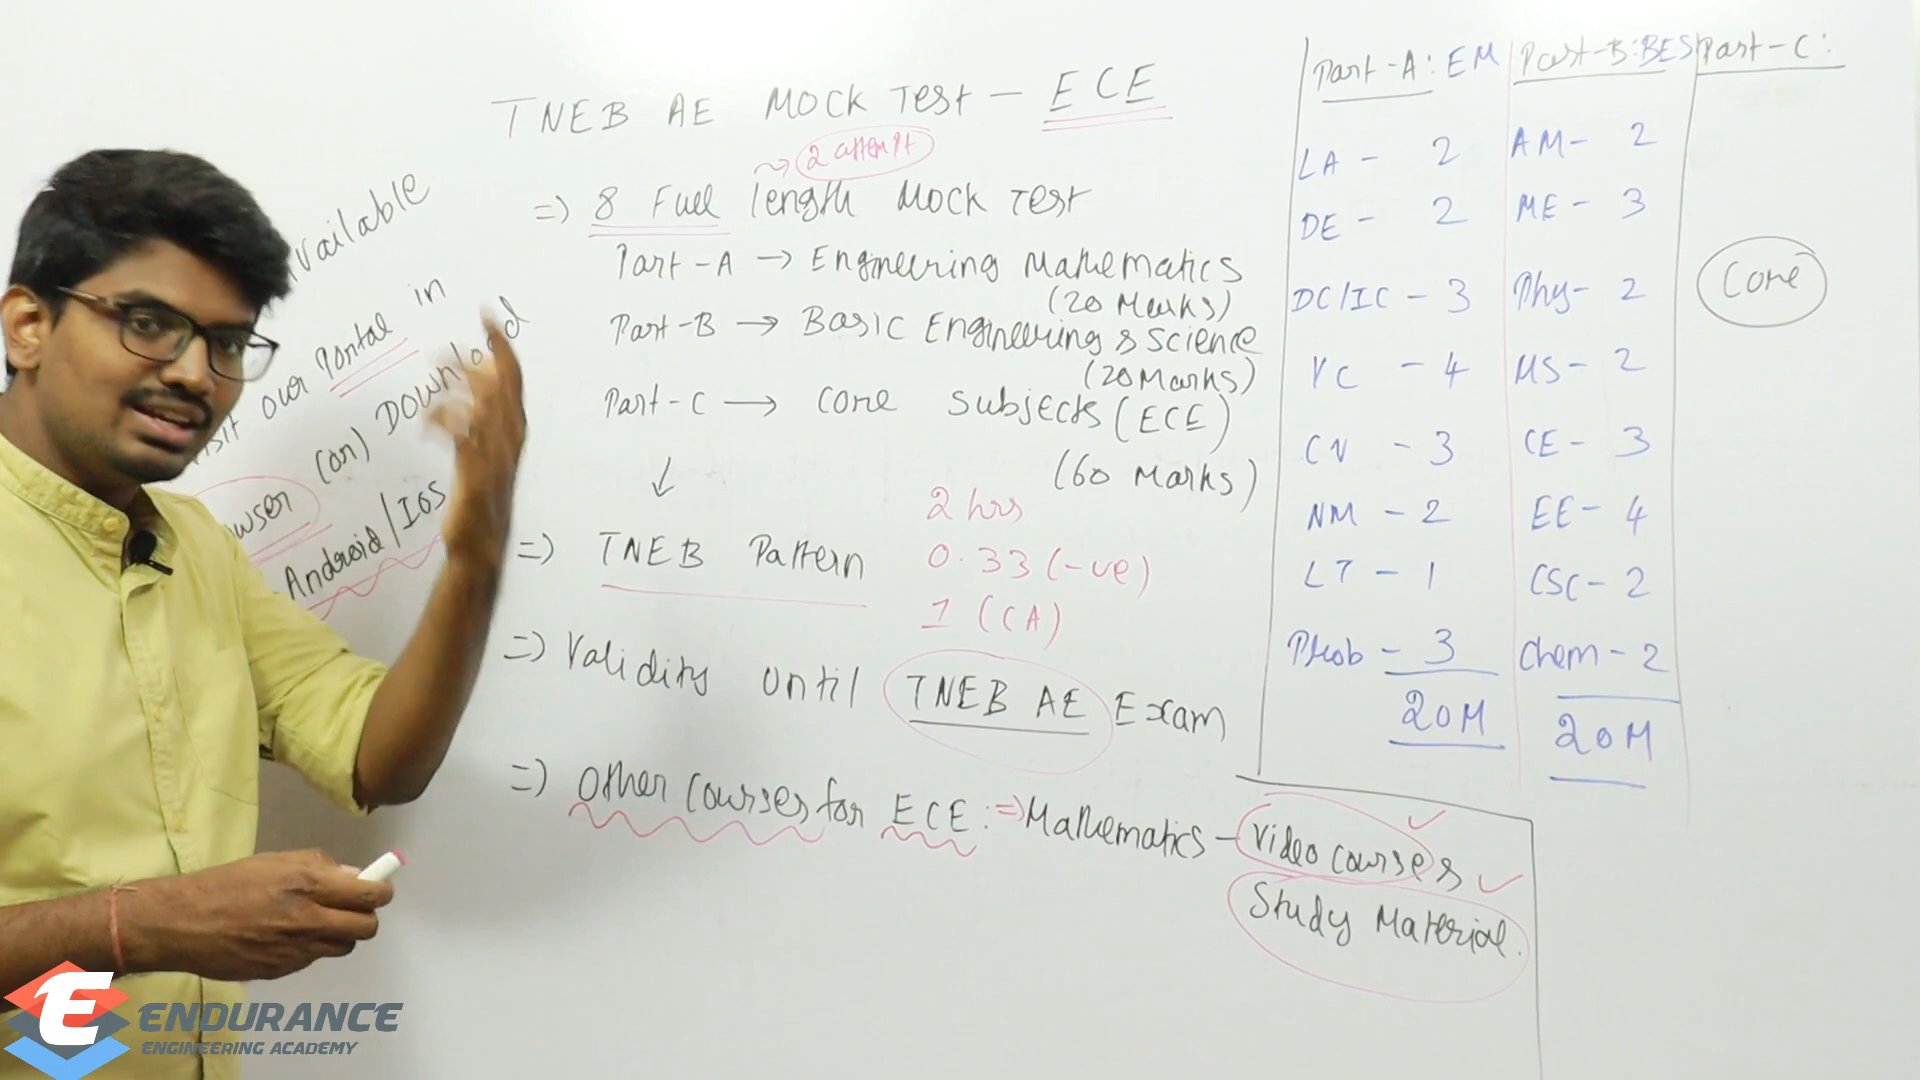 TNEB AE MOCK TEST - ECE
~> 2 attempt
=> 8 Full length Mock Test
Part-A -> Engineering Mathematics
(20 Marks)
Part-B -> Basic Engineering & Science
(20 Marks)
Part-C -> Core Subjects (ECE)
(60 Marks)
=> TNEB Pattern
2 hrs
0.33 (-ve)
1 (CA)
=> Validity until TNEB AE Exam
=> Other Courses for ECE: => Mathematics - Video courses
Study Material.
our portal in
(or) Download
Android/IOS
Part-A: EM
LA - 2
DE - 2
DC/IC - 3
VC - 4
CV - 3
NM - 2
LT - 1
Prob - 3
20M
Part-B: BES
AM - 2
ME - 3
Phy - 2
MS - 2
CE - 3
EE - 4
CSC - 2
Chem - 2
20M
Part-C:
Core
E ENDURANCE
ENGINEERING ACADEMY